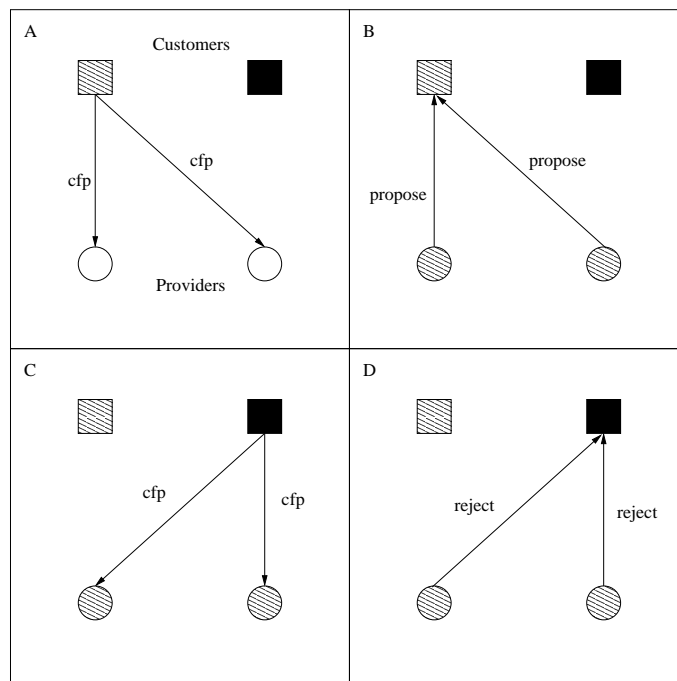 A
Customers
cfp
cfp
Providers
B
propose
propose
C
cfp
cfp
D
reject
reject